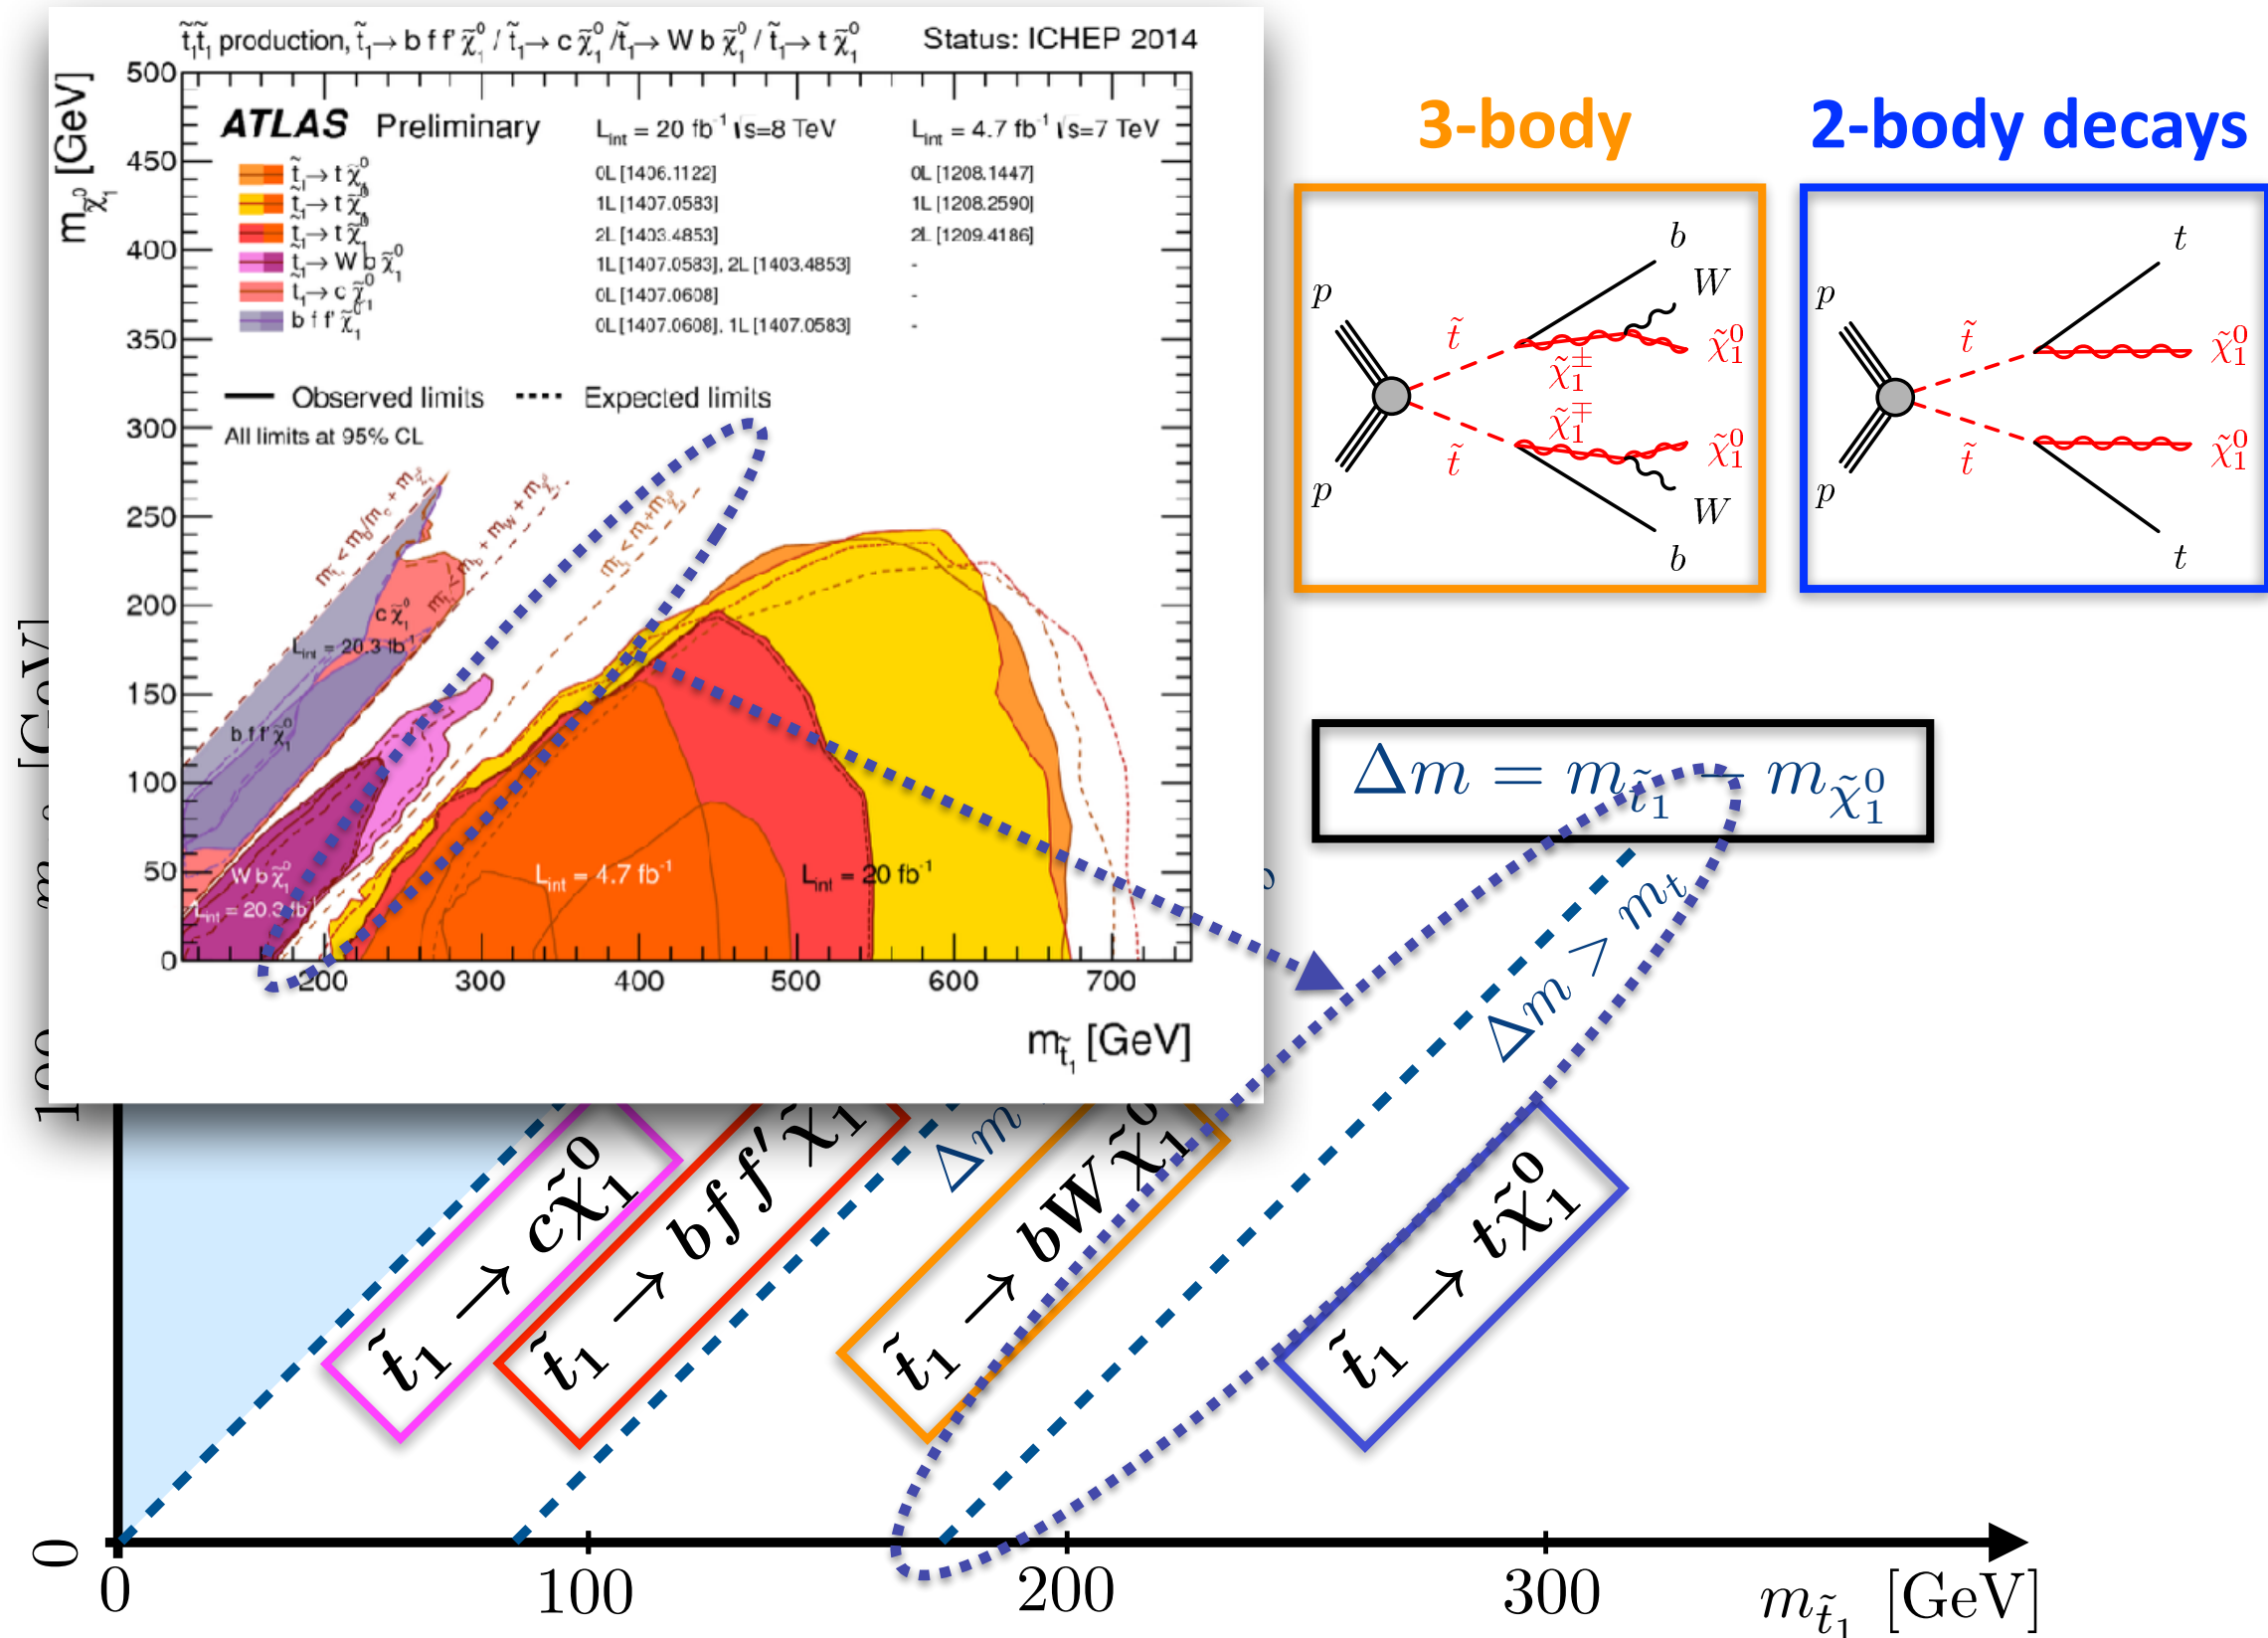 t̃₁t̃₁ production, t̃₁→ b f f' χ̃₁⁰ / t̃₁→ c χ̃₁⁰ /t̃₁→ W b χ̃₁⁰ / t̃₁→ t χ̃₁⁰ Status: ICHEP 2014
m_χ̃₁⁰ [GeV]
500
450
400
350
300
250
200
150
100
50
0
ATLAS Preliminary
L_int = 20 fb⁻¹ √s=8 TeV
L_int = 4.7 fb⁻¹ √s=7 TeV
t̃₁→ t χ̃₁⁰ 0L [1406.1122] 0L [1208.1447]
t̃₁→ t χ̃₁⁰ 1L [1407.0583] 1L [1208.2590]
t̃₁→ t χ̃₁⁰ 2L [1403.4853] 2L [1209.4186]
t̃₁→ W b χ̃₁⁰ 1L [1407.0583], 2L [1403.4853] -
t̃₁→ c χ̃₁⁰ 0L [1407.0608] -
b f f' χ̃₁⁰ 0L [1407.0608], 1L [1407.0583] -
Observed limits Expected limits
All limits at 95% CL
c χ̃₁⁰
L_int = 20.3 fb⁻¹
b f f' χ̃₁⁰
W b χ̃₁⁰
L_int = 20.3 fb⁻¹
L_int = 4.7 fb⁻¹
L_int = 20 fb⁻¹
200 300 400 500 600 700
m_t̃₁ [GeV]
3-body
p
p
t̃
t̃
b
W
χ̃₁⁰
χ̃₁±
χ̃₁∓
χ̃₁⁰
W
b
2-body decays
p
p
t̃
t̃
t
χ̃₁⁰
χ̃₁⁰
t
Δm = m_t̃₁ − m_χ̃₁⁰
Δm > m_t
Δm
t̃₁ → cχ̃₁⁰
t̃₁ → bff'χ̃₁
t̃₁ → bWχ̃₁⁰
t̃₁ → tχ̃₁⁰
0
0 100 200 300
m_t̃₁ [GeV]